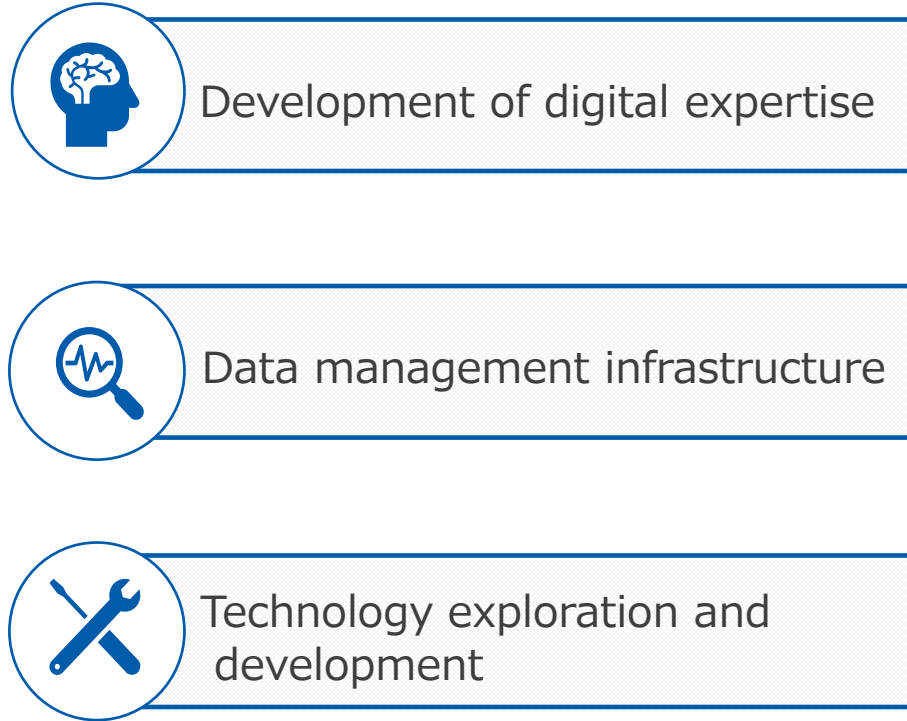 Development of digital expertise
Data management infrastructure
Technology exploration and
development